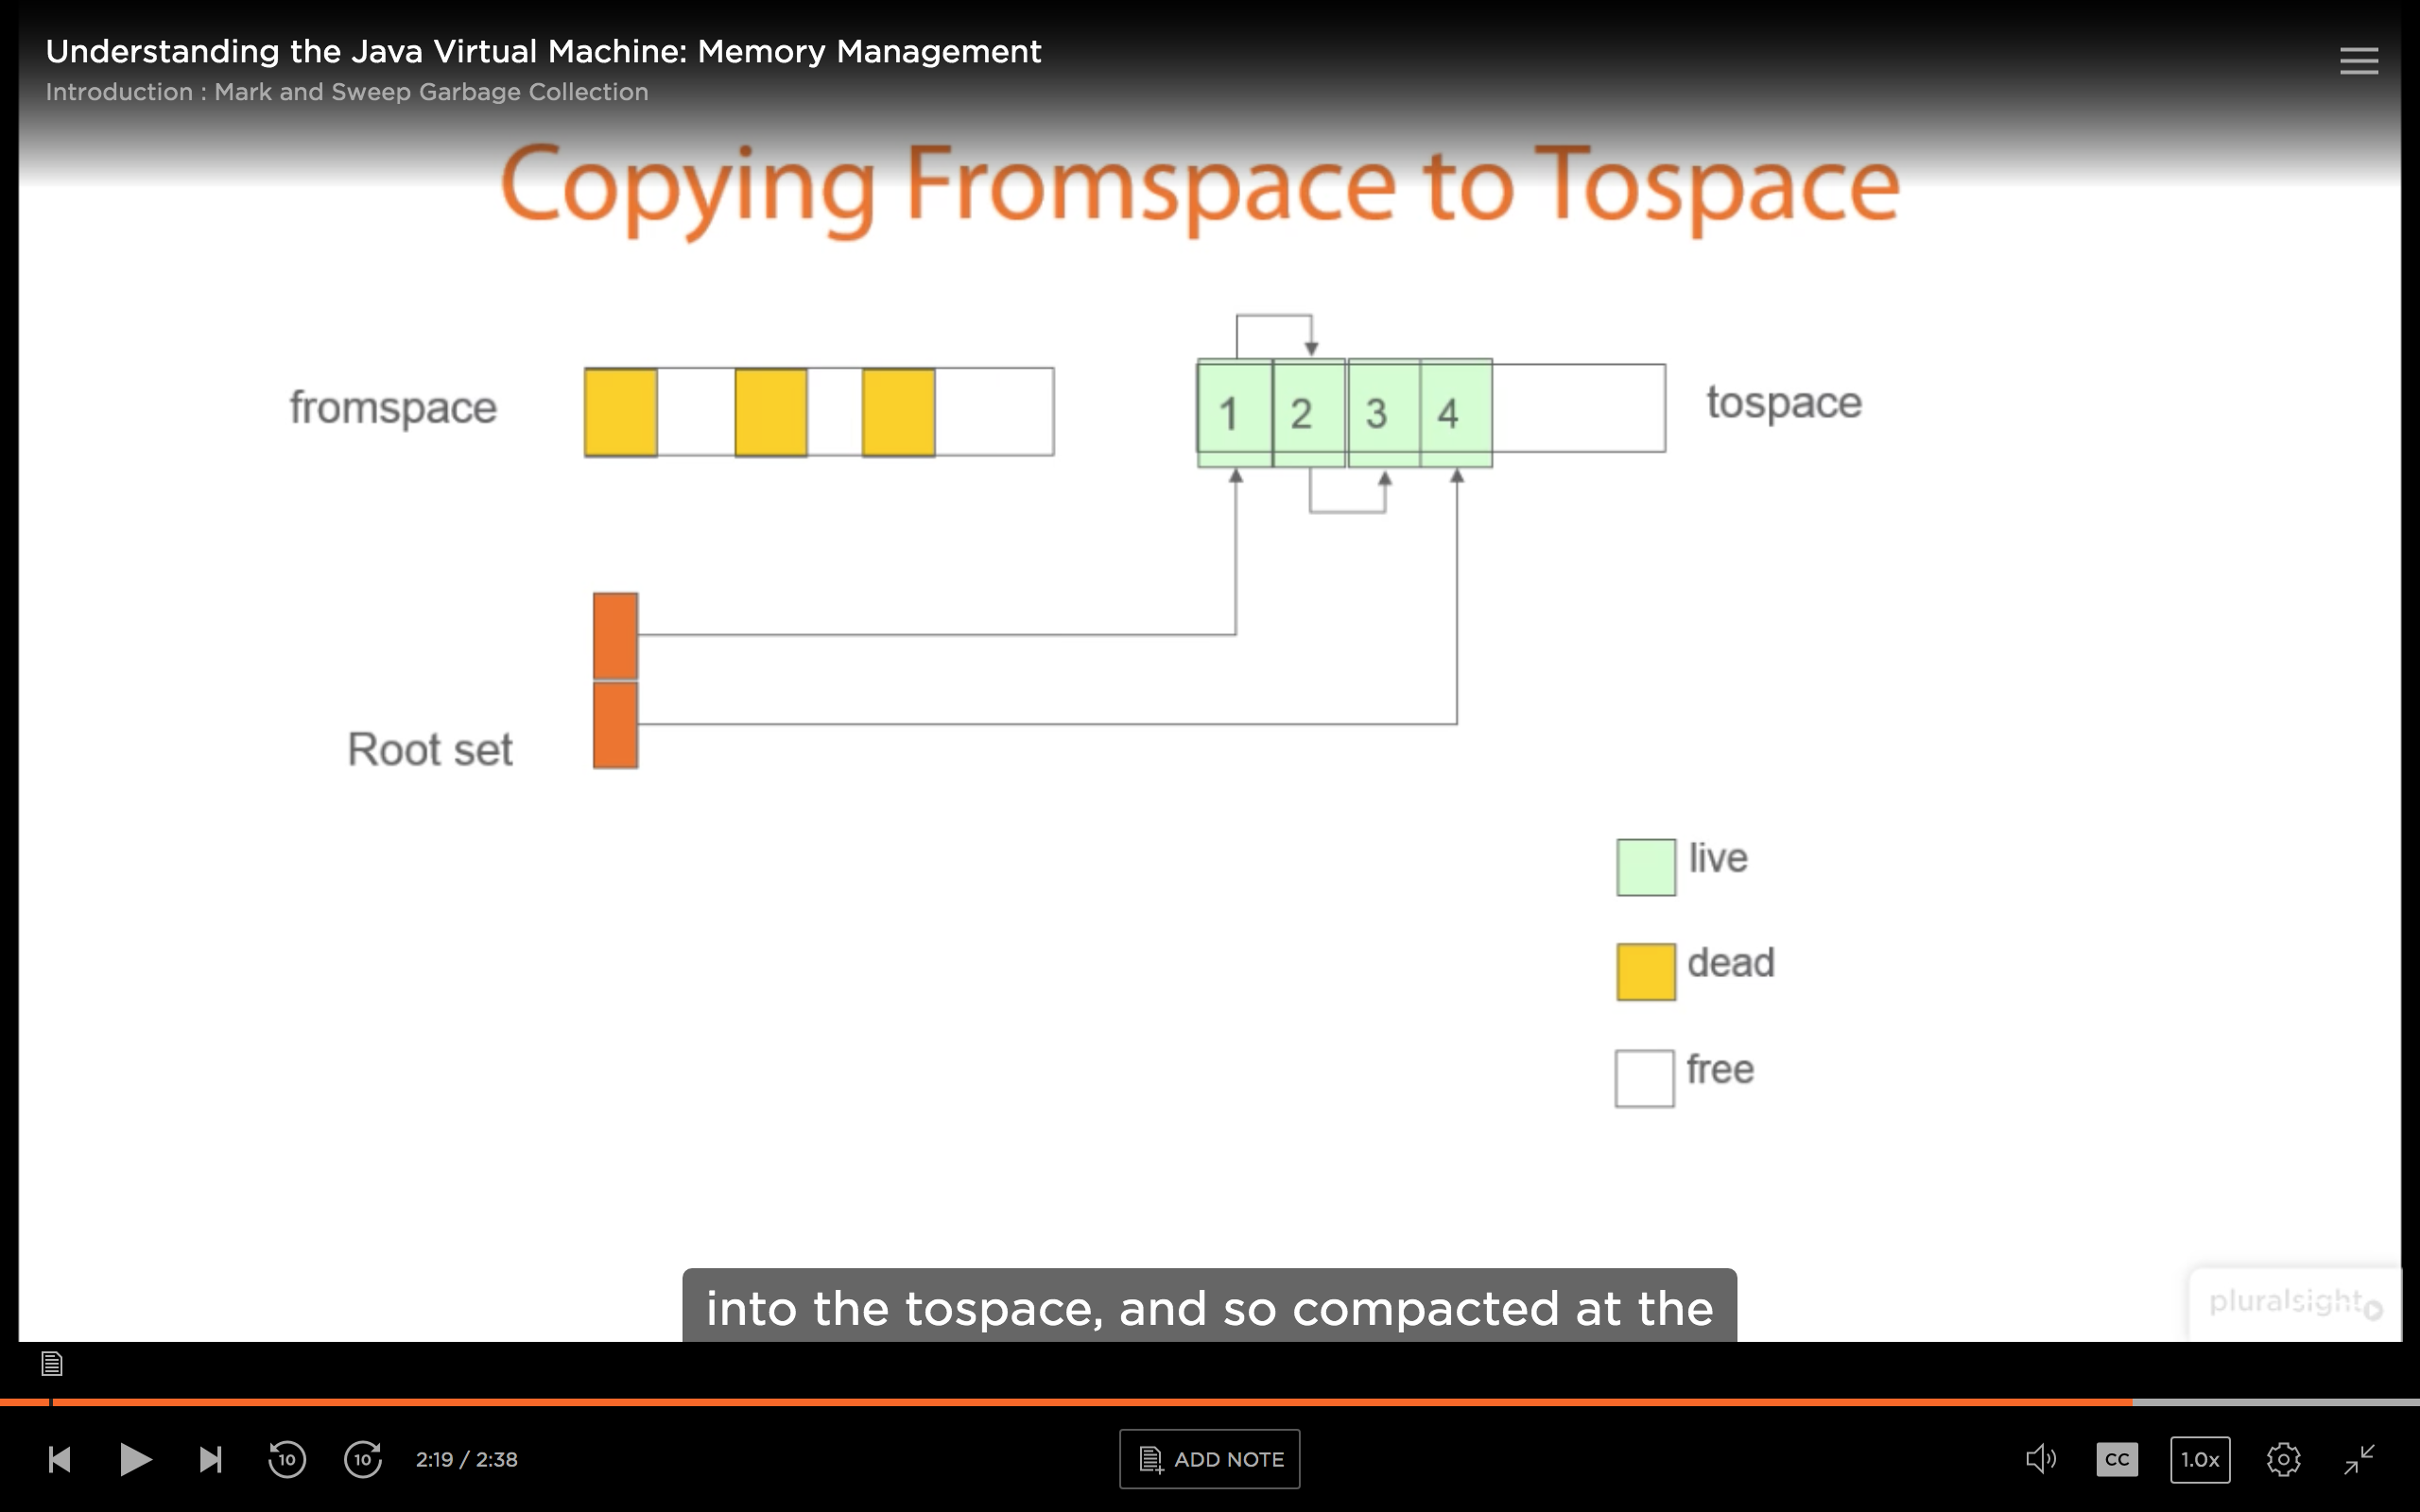 Understanding the Java Virtual Machine: Memory Management
Introduction : Mark and Sweep Garbage Collection
Copying Fromspace to Tospace
fromspace
1 2 3 4
tospace
Root set
live
dead
free
into the tospace, and so compacted at the
pluralsight
10
10
2:19 / 2:38
ADD NOTE
CC
1.0x